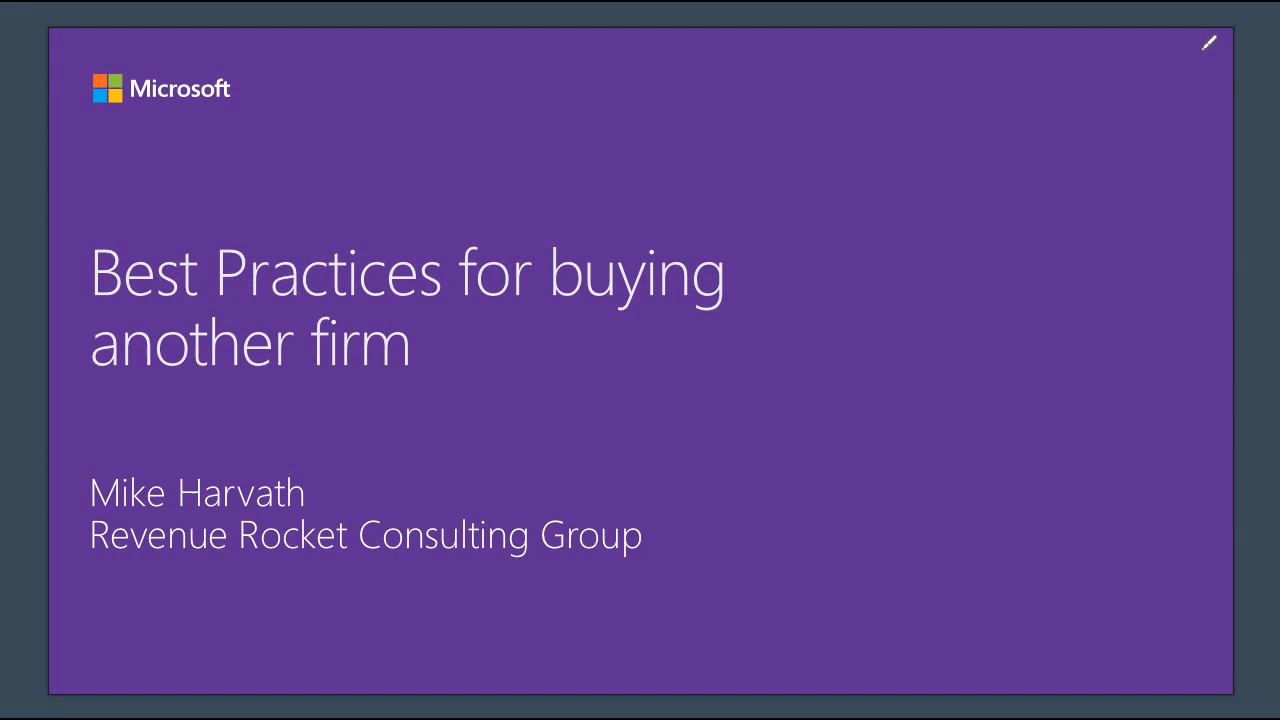 Microsoft
Best Practices for buying
another firm
Mike Harvath
Revenue Rocket Consulting Group